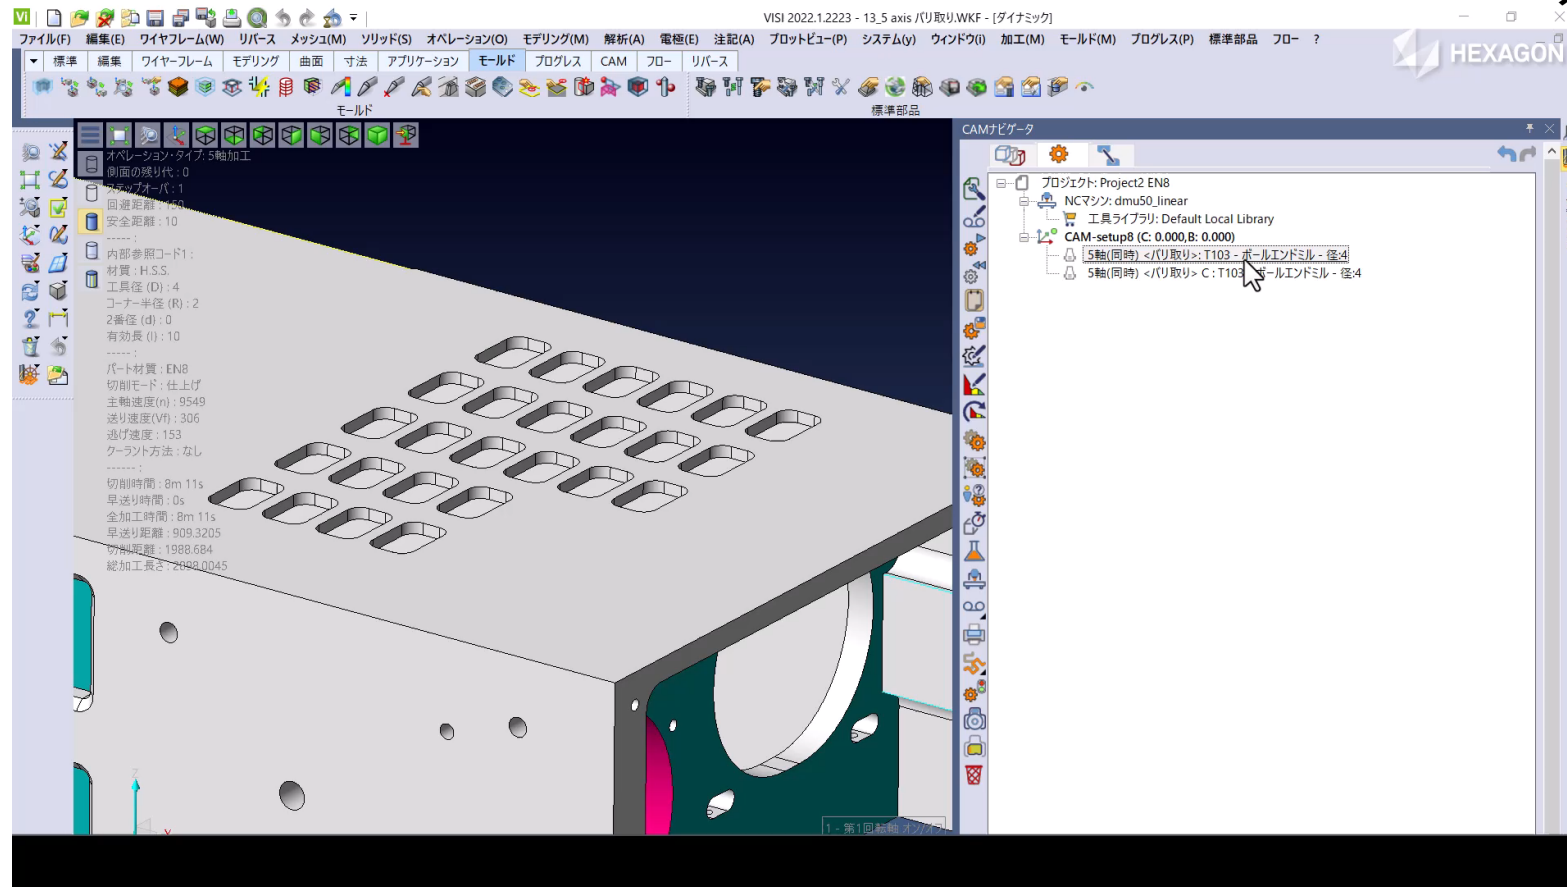 VISI 2022.1.2223 - 13_5 axis バリ取り.WKF - [ダイナミック]
ファイル(F) 編集(E) ワイヤフレーム(W) リバース メッシュ(M) ソリッド(S) オペレーション(O) モデリング(M) 解析(A) 電極(E) 注記(A) プロットビュー(P) システム(y) ウィンドウ(i) 加工(M) モールド(M) プログレス(P) 標準部品 フロー ?
標準 編集 ワイヤーフレーム モデリング 曲面 寸法 アプリケーション モールド プログレス CAM フロー リバース
HEXAGON
モールド 標準部品
CAMナビゲータ
オペレーション・タイプ: 5軸加工
側面の残り代 : 0
ステップオーバ : 1
回避距離 : 150
安全距離 : 10
----- :
内部参照コード1 :
材質 : H.S.S.
工具径 (D) : 4
コーナー半径 (R) : 2
2番径 (d) : 0
有効長 (l) : 10
----- :
パート材質 : EN8
切削モード : 仕上げ
主軸速度(n) : 9549
送り速度(Vf) : 306
逃げ速度 : 153
クーラント方法 : なし
------ :
切削時間 : 8m 11s
早送り時間 : 0s
全加工時間 : 8m 11s
早送り距離 : 909.3205
切削距離 : 1988.684
総加工長さ : 2098.0045
プロジェクト: Project2 EN8
NCマシン: dmu50_linear
工具ライブラリ: Default Local Library
CAM-setup8 (C: 0.000,B: 0.000)
5軸(同時) <バリ取り>: T103 - ボールエンドミル - 径:4
5軸(同時) <バリ取り> C : T103 ボールエンドミル - 径:4
Z
X
1 - 第1回転軸 オン/オフ